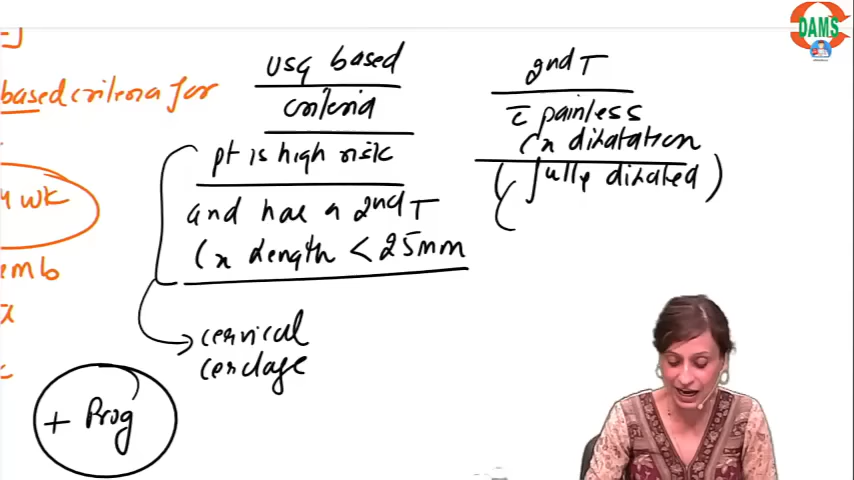 based criteria for
4 wk
emb
+ Prog
USG based
criteria
pt is high risk
and has a 2nd T
Cx Length < 25mm
cervical
cerclage
2nd T
c̄ painless
Cx dilatation
(fully dilated)
DAMS